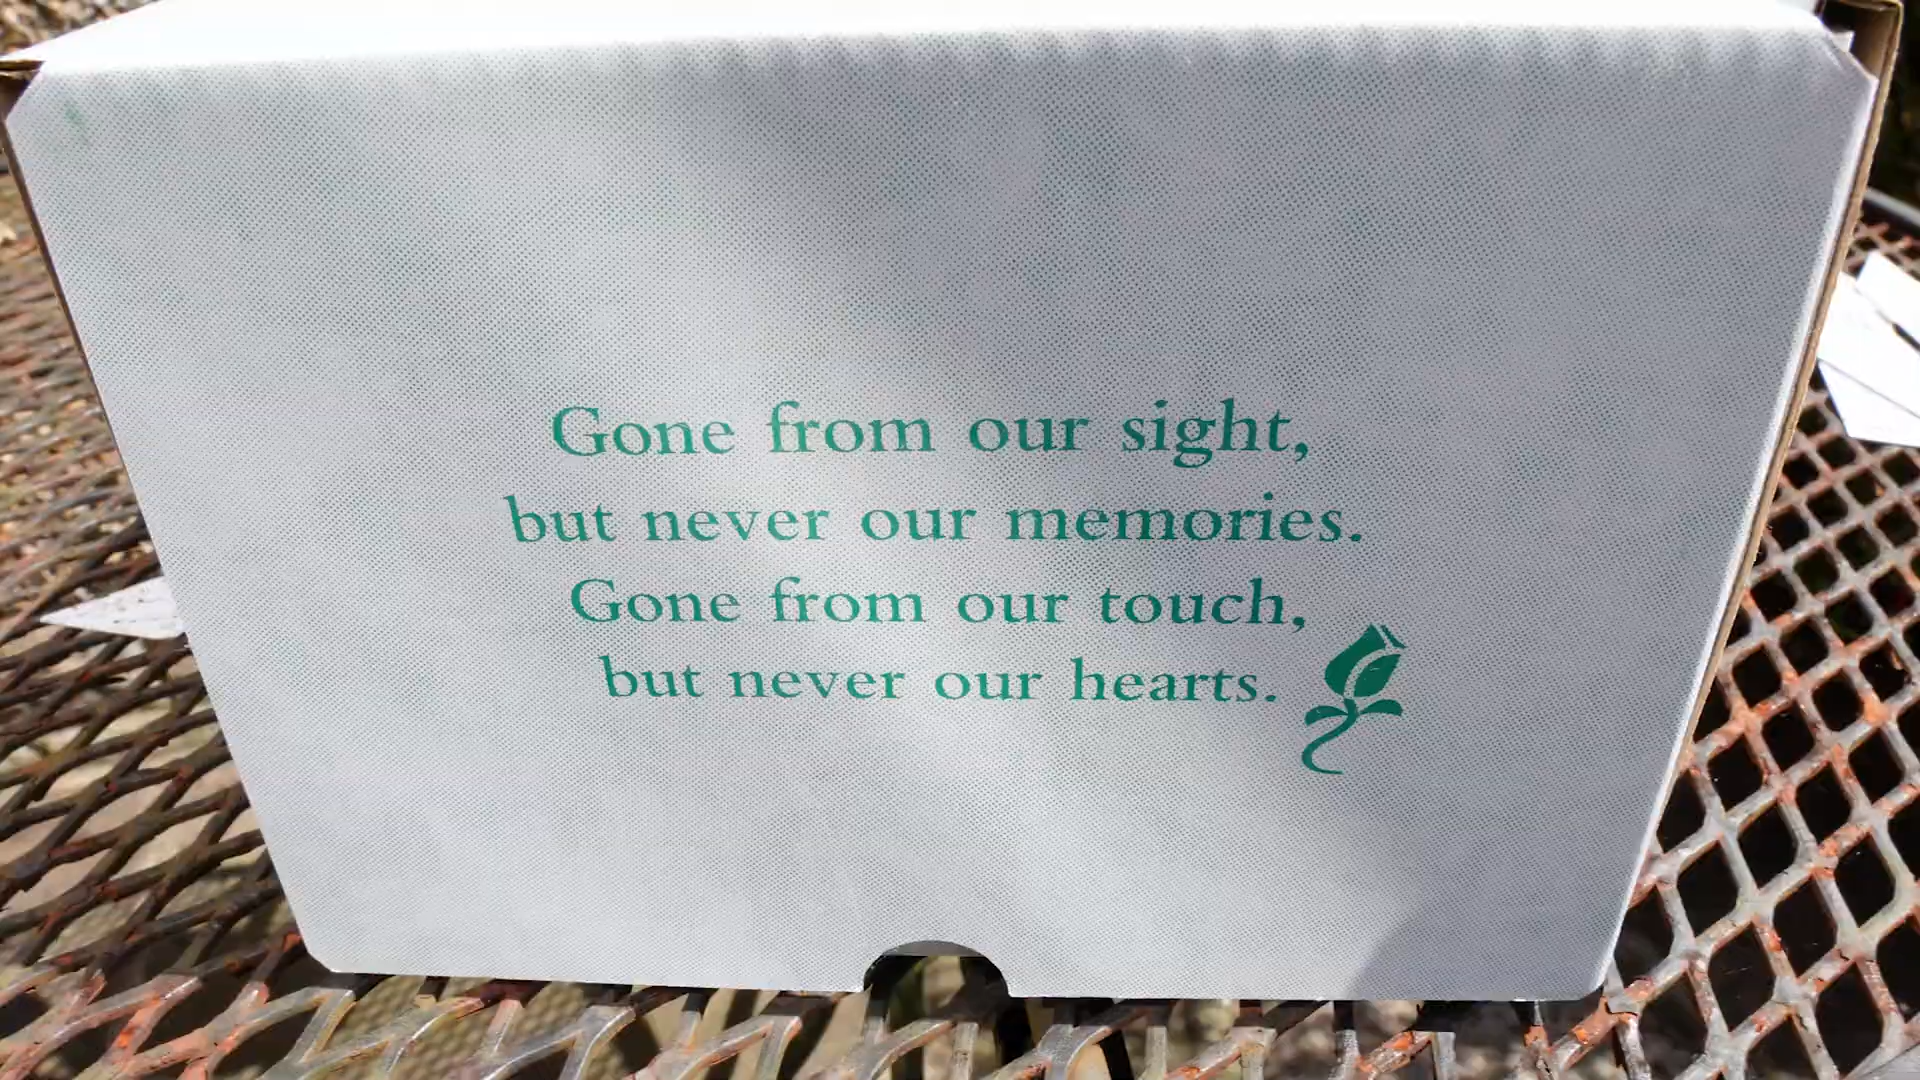 Gone from our sight,
but never our memories.
Gone from our touch,
but never our hearts.